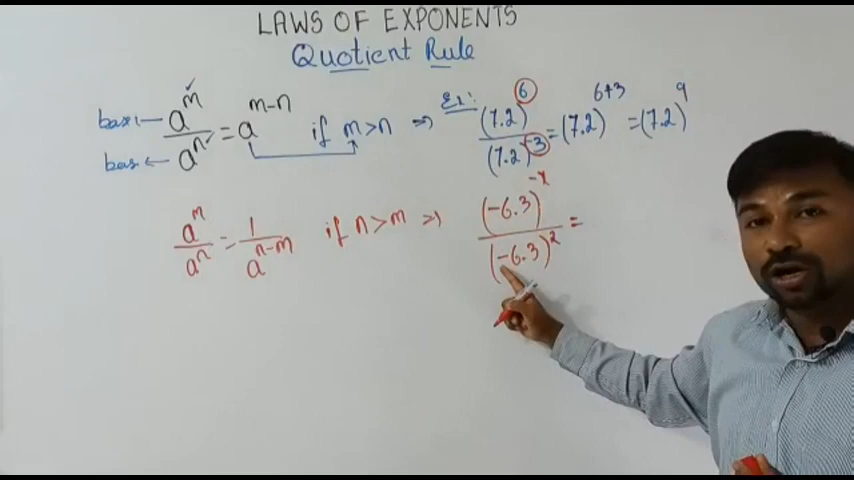 LAWS OF EXPONENTS
Quotient Rule
base ← a^m / a^n = a^(m-n) if m>n ⇒ Ex: (7.2)^6 / (7.2)^-3 = (7.2)^(6+3) = (7.2)^9
bas ←
a^m / a^n = 1 / a^(n-m) if n>m ⇒ (-6.3)^-4 / (-6.3)^2 =